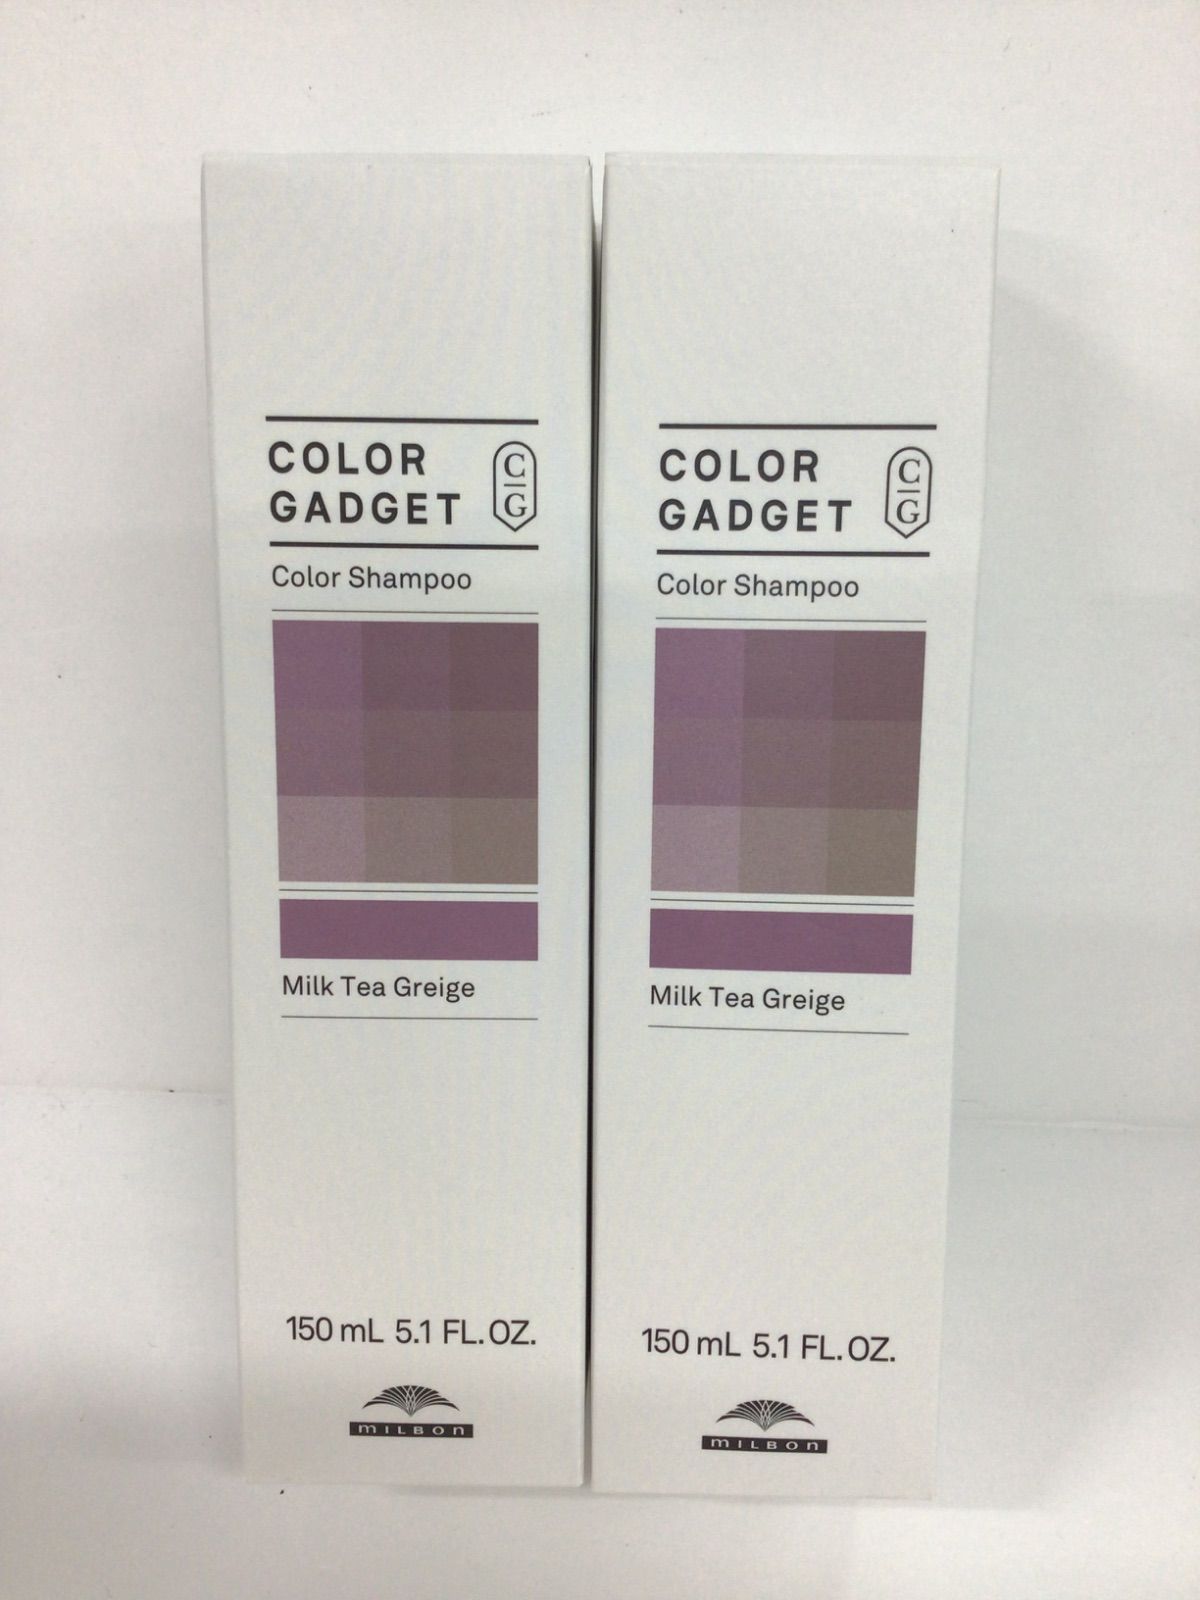 COLOR
GADGET
C
G
Color Shampoo
Milk Tea Greige
150 mL 5.1 FL. OZ.
MILBON
COLOR
GADGET
C
G
Color Shampoo
Milk Tea Greige
150 mL 5.1 FL. OZ.
MILBON